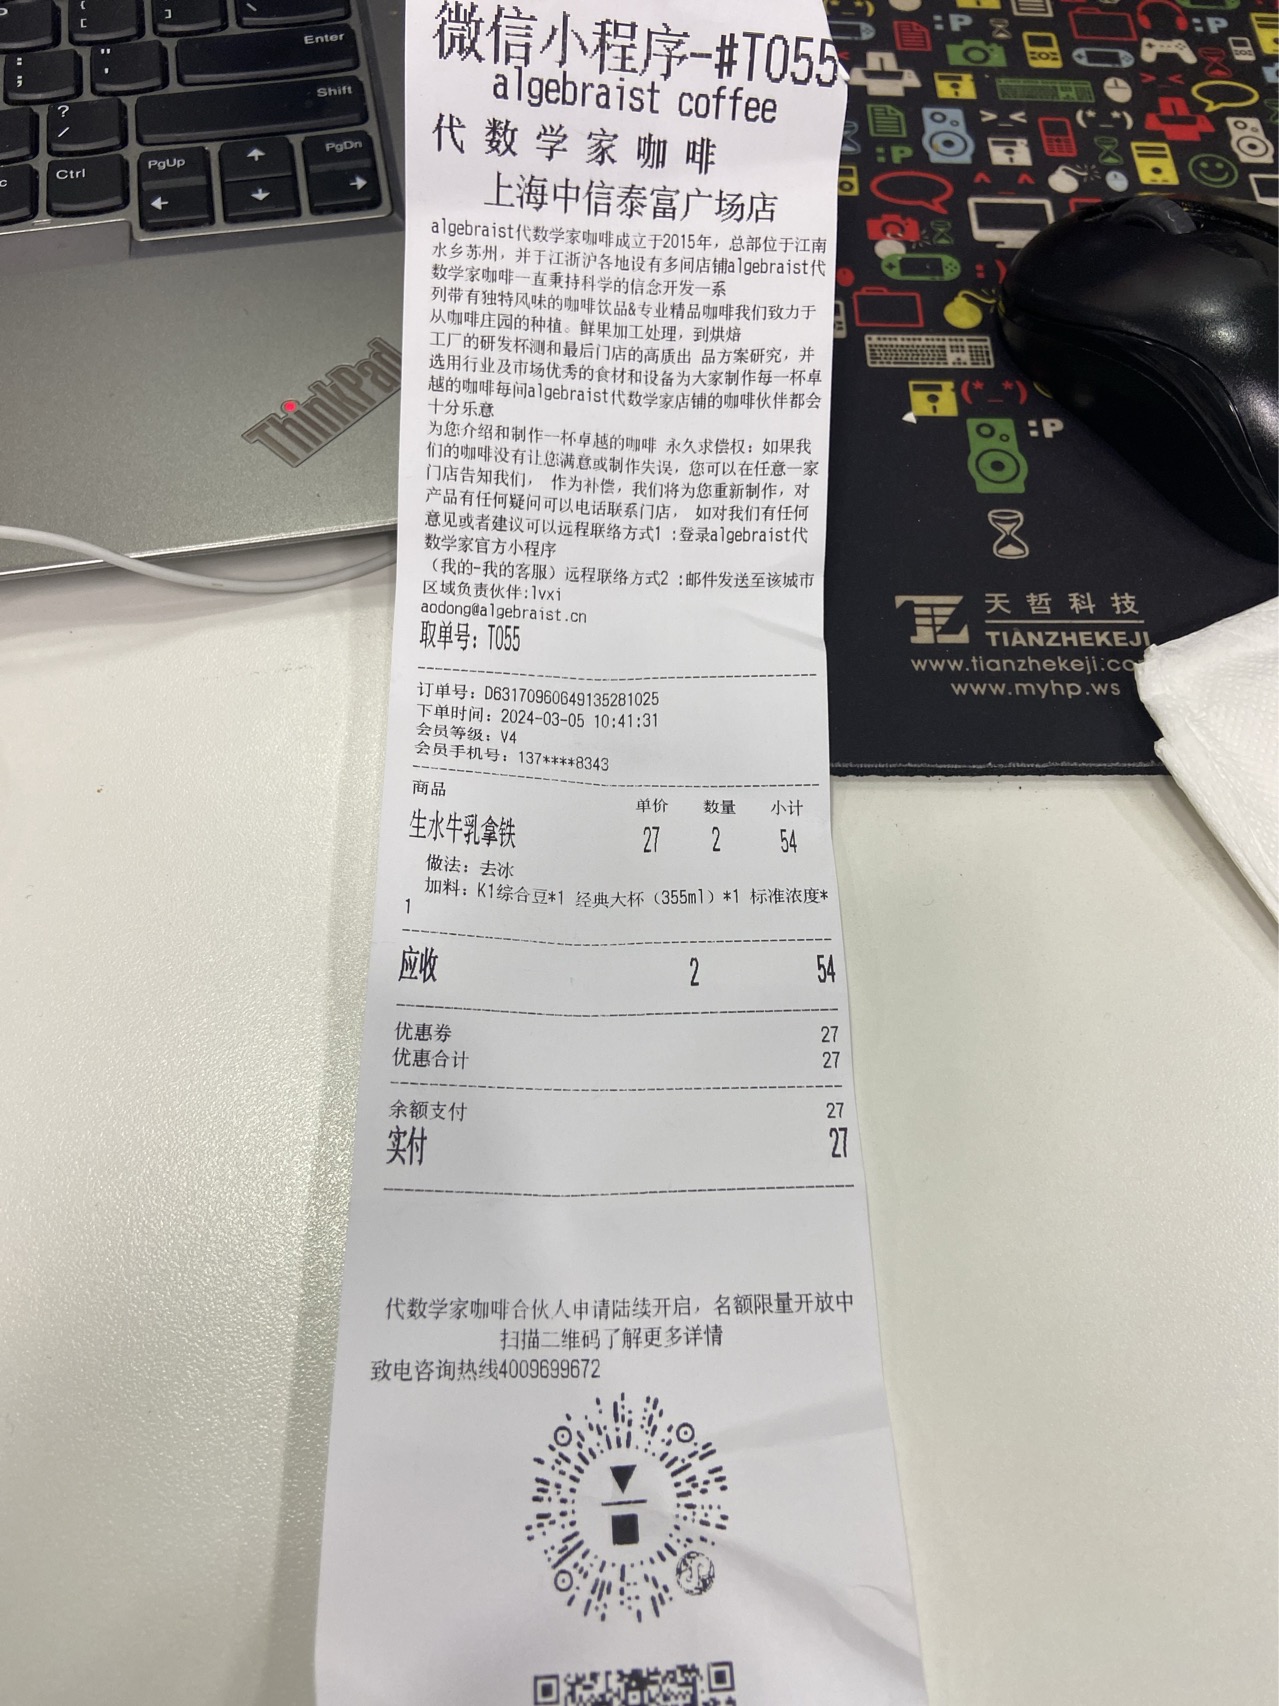 Enter
Shift
?
/
PgUp
PgDn
Ctrl
ThinkPad
微信小程序-#T055
algebraist coffee
代数学家咖啡
上海中信泰富广场店
algebraist代数学家咖啡成立于2015年，总部位于江南
水乡苏州，并于江浙沪各地设有多间店铺algebraist代
数学家咖啡一直秉持科学的信念开发一系
列带有独特风味的咖啡饮品&专业精品咖啡我们致力于
从咖啡庄园的种植。鲜果加工处理，到烘焙
工厂的研发杯测和最后门店的高质出 品方案研究，并
选用行业及市场优秀的食材和设备为大家制作每一杯卓
越的咖啡每间algebraist代数学家店铺的咖啡伙伴都会
十分乐意
为您介绍和制作一杯卓越的咖啡 永久求偿权：如果我
们的咖啡没有让您满意或制作失误，您可以在任意一家
门店告知我们， 作为补偿，我们将为您重新制作，对
产品有任何疑问可以电话联系门店， 如对我们有任何
意见或者建议可以远程联络方式1 :登录algebraist代
数学家官方小程序
（我的-我的客服）远程联络方式2 :邮件发送至该城市
区域负责伙伴:lvxi
aodong@algebraist.cn
取单号：T055
订单号：D63170960649135281025
下单时间：2024-03-05 10:41:31
会员等级：V4
会员手机号：137****8343
商品 单价 数量 小计
生水牛乳拿铁 27 2 54
做法：去冰
加料：K1综合豆*1 经典大杯（355ml）*1 标准浓度*
1
应收 2 54
优惠券 27
优惠合计 27
余额支付 27
实付 27
代数学家咖啡合伙人申请陆续开启，名额限量开放中
扫描二维码了解更多详情
致电咨询热线4009699672
天哲科技
TIANZHEKEJI
www.tianzhekeji.co
www.myhp.ws